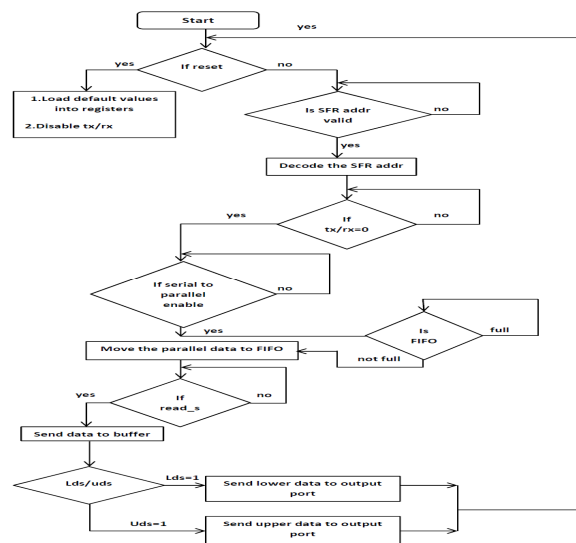 Start
yes
If reset
yes
no
1.Load default values
into registers
2.Disable tx/rx
Is SFR addr
valid
no
yes
Decode the SFR addr
If
tx/rx=0
yes
no
If serial to
parallel
enable
no
yes
Is
FIFO
full
not full
Move the parallel data to FIFO
If
read_s
yes
no
Send data to buffer
Lds/uds
Lds=1
Send lower data to output
port
Uds=1
Send upper data to output
port